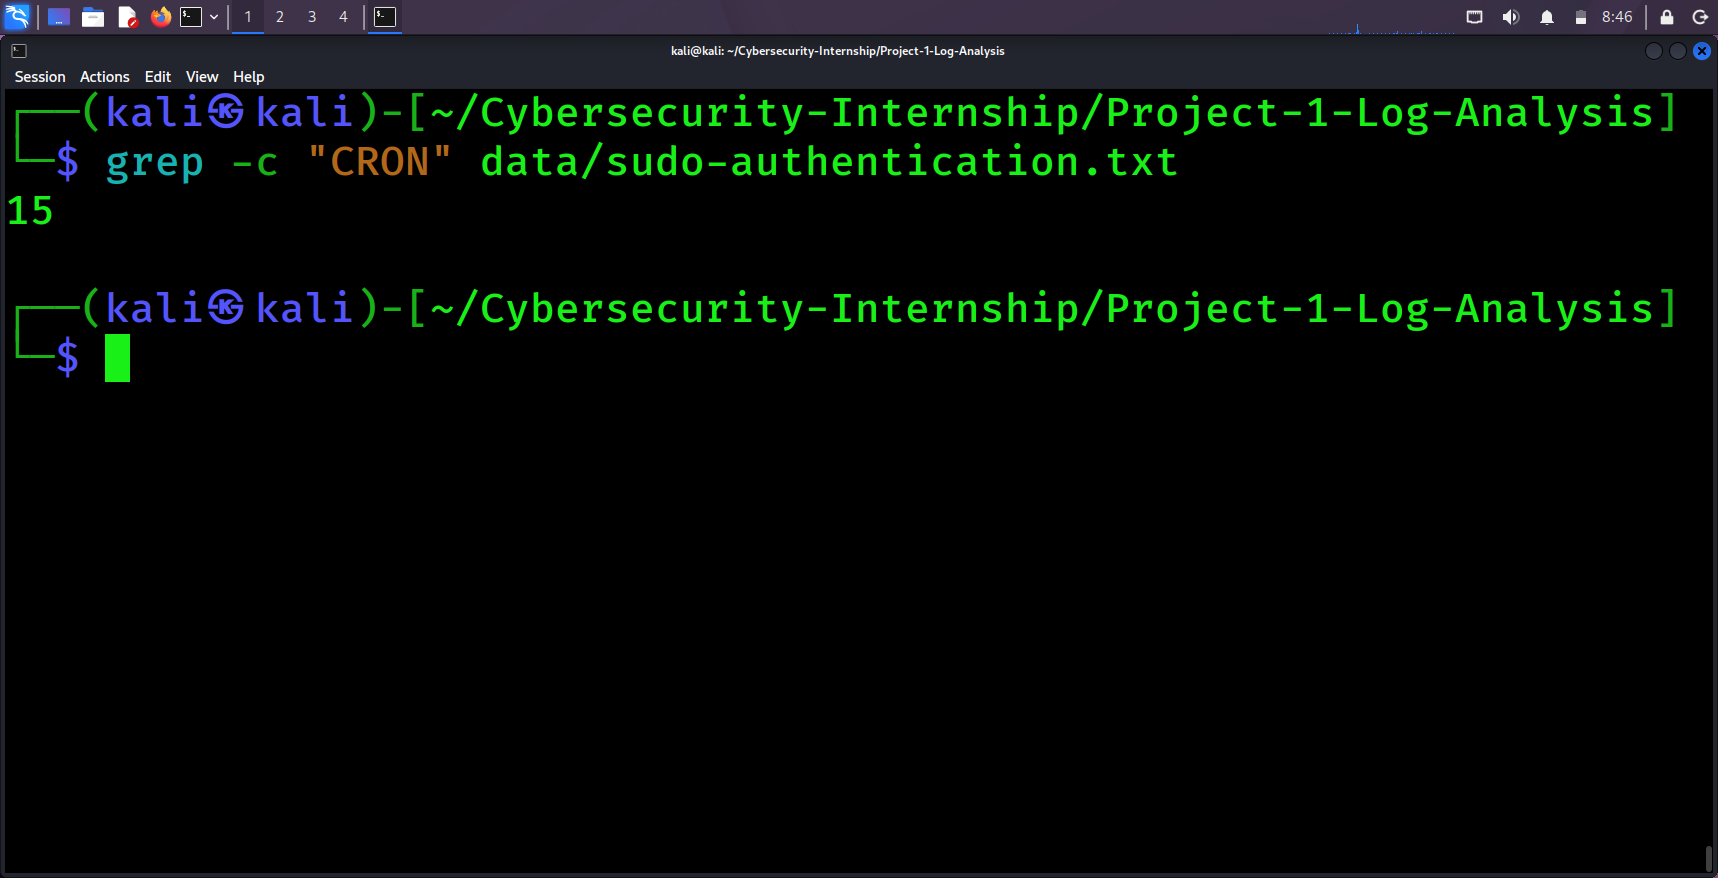 1 2 3 4 8:46
kali@kali: ~/Cybersecurity-Internship/Project-1-Log-Analysis
Session Actions Edit View Help
┌──(kali㉿kali)-[~/Cybersecurity-Internship/Project-1-Log-Analysis]
└─$ grep -c "CRON" data/sudo-authentication.txt
15
┌──(kali㉿kali)-[~/Cybersecurity-Internship/Project-1-Log-Analysis]
└─$